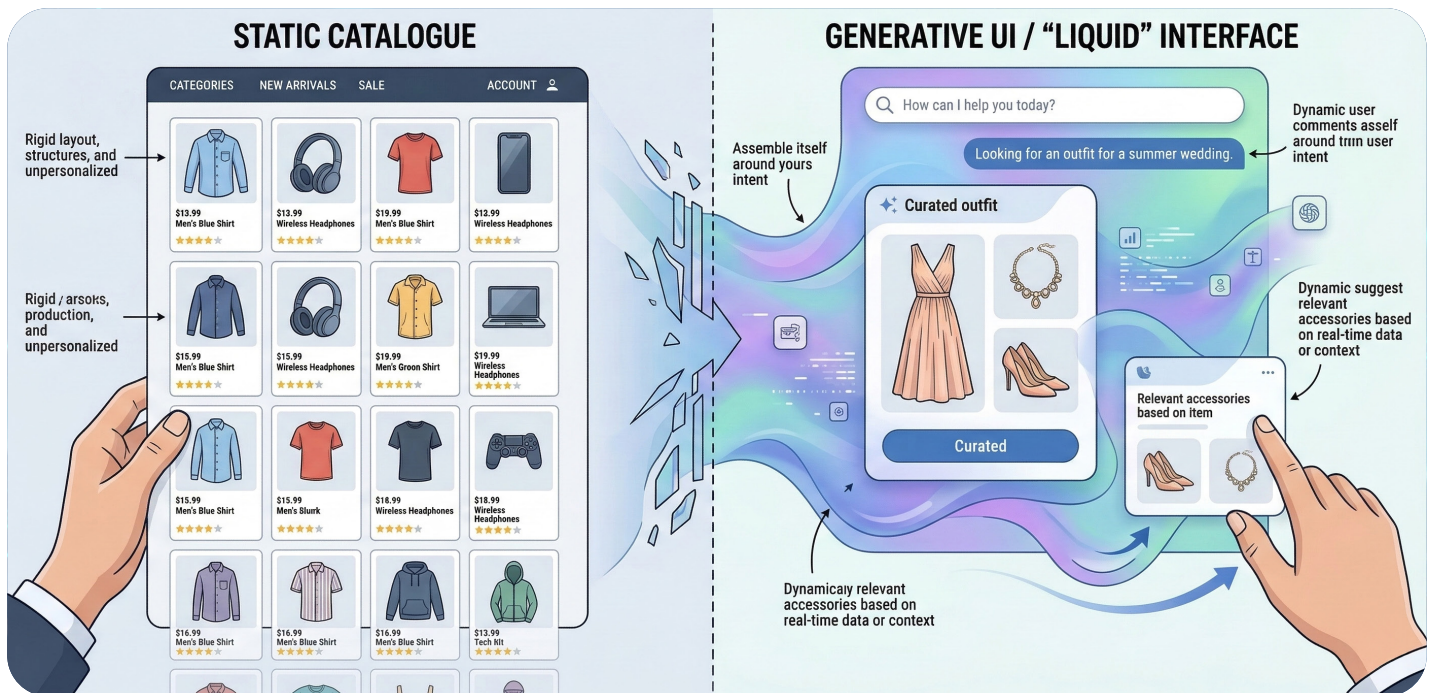 STATIC CATALOGUE
CATEGORIES NEW ARRIVALS SALE ACCOUNT
Rigid layout,
structures, and
unpersonalized
$13.99
Men's Blue Shirt
$13.99
Wireless Headphones
$19.99
Men's Blue Shirt
$12.99
Wireless Headphones
Rigid /
production,
and
unpersonalized
$15.99
Men's Blue Shirt
$15.99
Wireless Headphones
$19.99
Men's Groon Shirt
$19.99
Wireless
Headphones
$15.99
Men's Blue Shirt
$15.99
Men's Slurk
$18.99
Wireless Headphones
$18.99
Wireless
Headphones
$16.99
Men's Blue Shirt
$16.99
Men's Blue Shirt
$16.99
Men's Blue Shirt
$13.99
Tech Kit
GENERATIVE UI / “LIQUID” INTERFACE
How can I help you today?
Looking for an outfit for a summer wedding.
Assemble itself
around yours
intent
Dynamic user
comments asself
around user
intent
Curated outfit
Curated
Dynamic suggest
relevant
accessories based
on real-time data
or context
Relevant accessories
based on item
Dynamicay relevant
accessories based on
real-time data or context